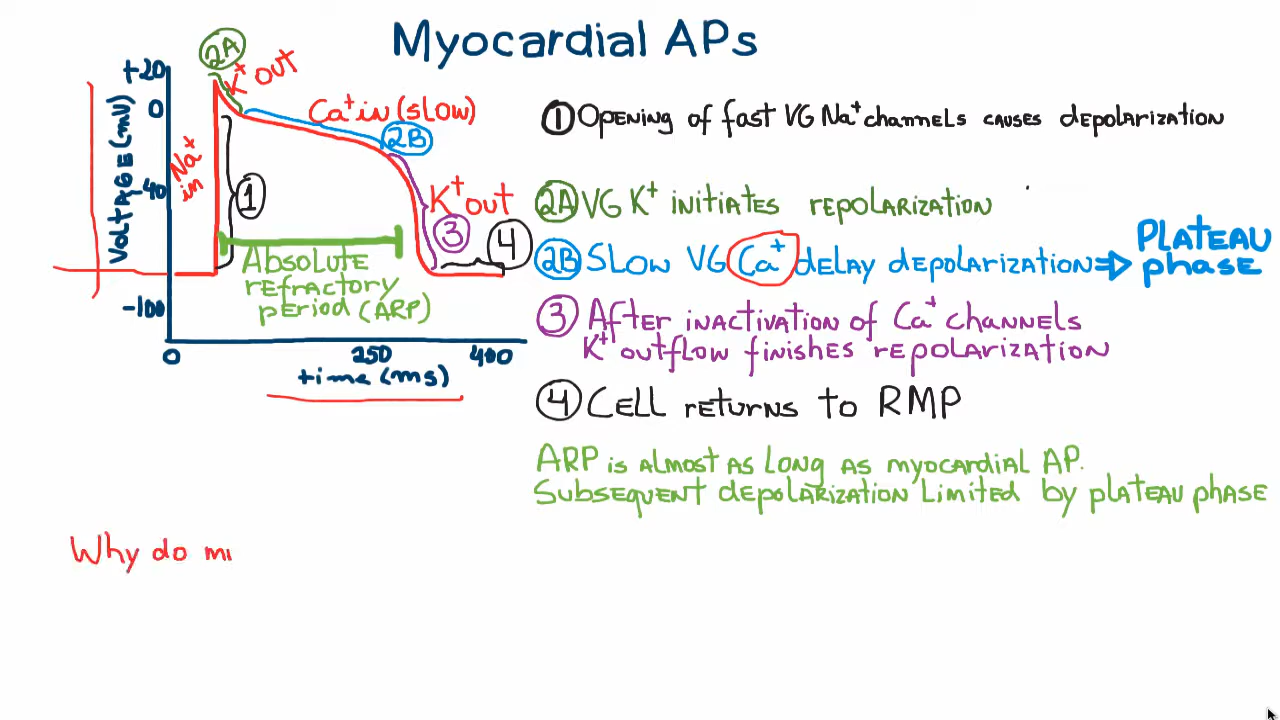 Myocardial APs
2A
K+ out
Ca+ in (slow)
2B
Na+
in
1
K+ out
3
4
Absolute
refractory
period (ARP)
+20
0
-40
-100
Voltage (mV)
0
250
400
time (ms)
1 Opening of fast VG Na+ channels causes depolarization
2A VG K+ initiates repolarization
2B Slow VG Ca+ delay depolarization => Plateau phase
3 After inactivation of Ca+ channels
K+ outflow finishes repolarization
4 Cell returns to RMP
ARP is almost as long as myocardial AP.
Subsequent depolarization limited by plateau phase
Why do m